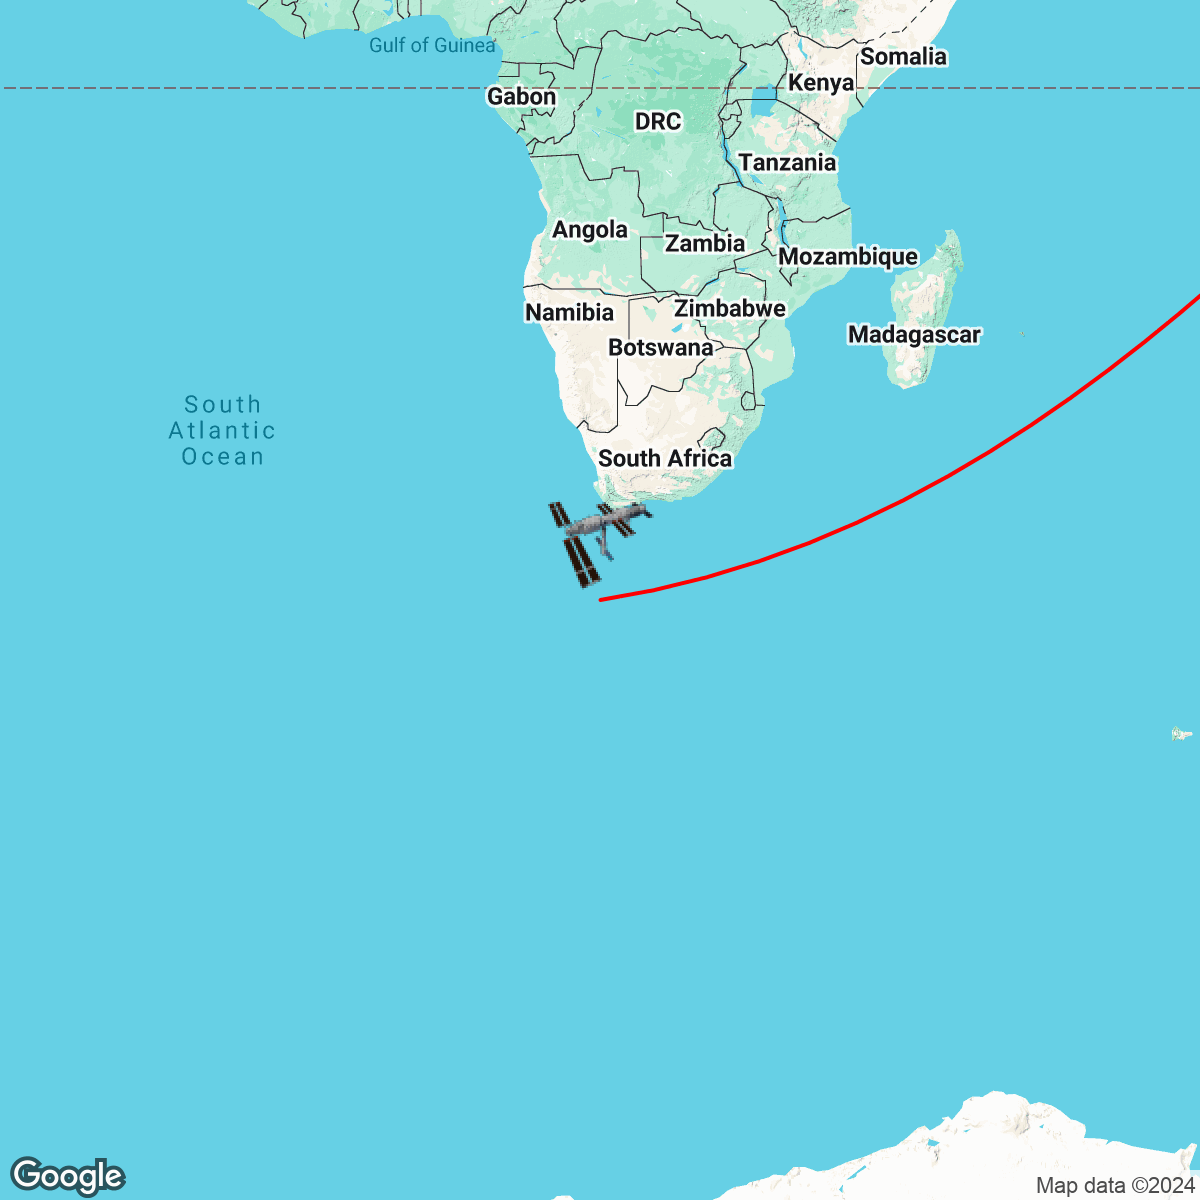 Gulf of Guinea
Somalia
Kenya
Gabon
DRC
Tanzania
Angola
Zambia
Mozambique
Namibia
Zimbabwe
Madagascar
Botswana
South
Atlantic
Ocean
South Africa
Google
Map data ©2024